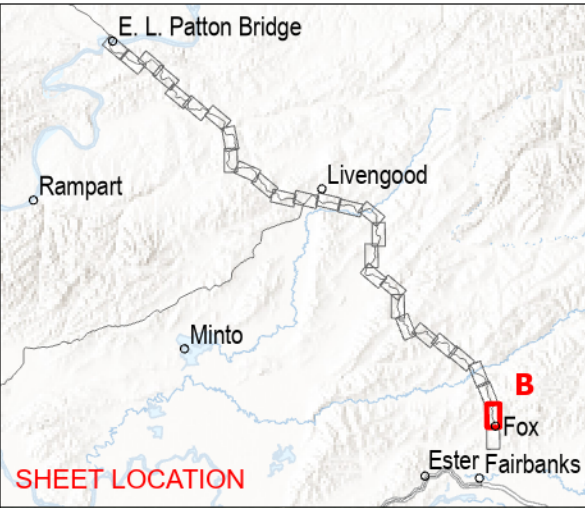 E. L. Patton Bridge
Livengood
Rampart
Minto
B
Fox
Ester Fairbanks
SHEET LOCATION